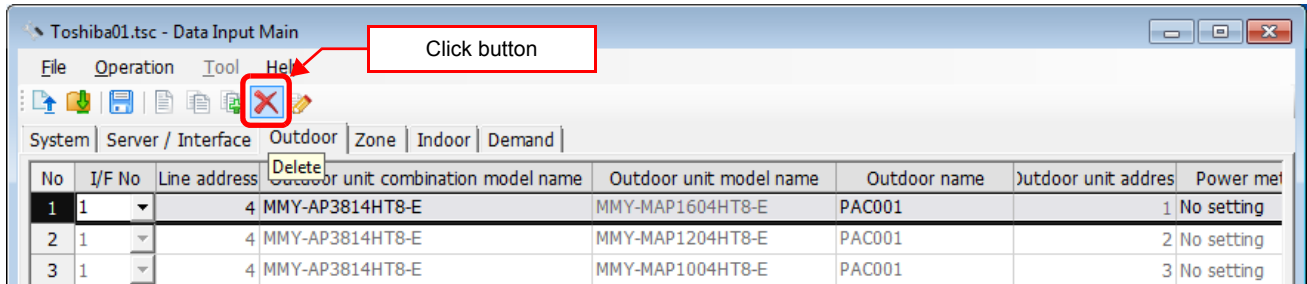 Toshiba01.tsc - Data Input Main
Click button
File Operation Tool Help
System Server / Interface Outdoor Zone Indoor Demand
Delete
No I/F No Line address Outdoor unit combination model name Outdoor unit model name Outdoor name Outdoor unit addres Power met
1 1 4 MMY-AP3814HT8-E MMY-MAP1604HT8-E PAC001 1 No setting
2 1 4 MMY-AP3814HT8-E MMY-MAP1204HT8-E PAC001 2 No setting
3 1 4 MMY-AP3814HT8-E MMY-MAP1004HT8-E PAC001 3 No setting